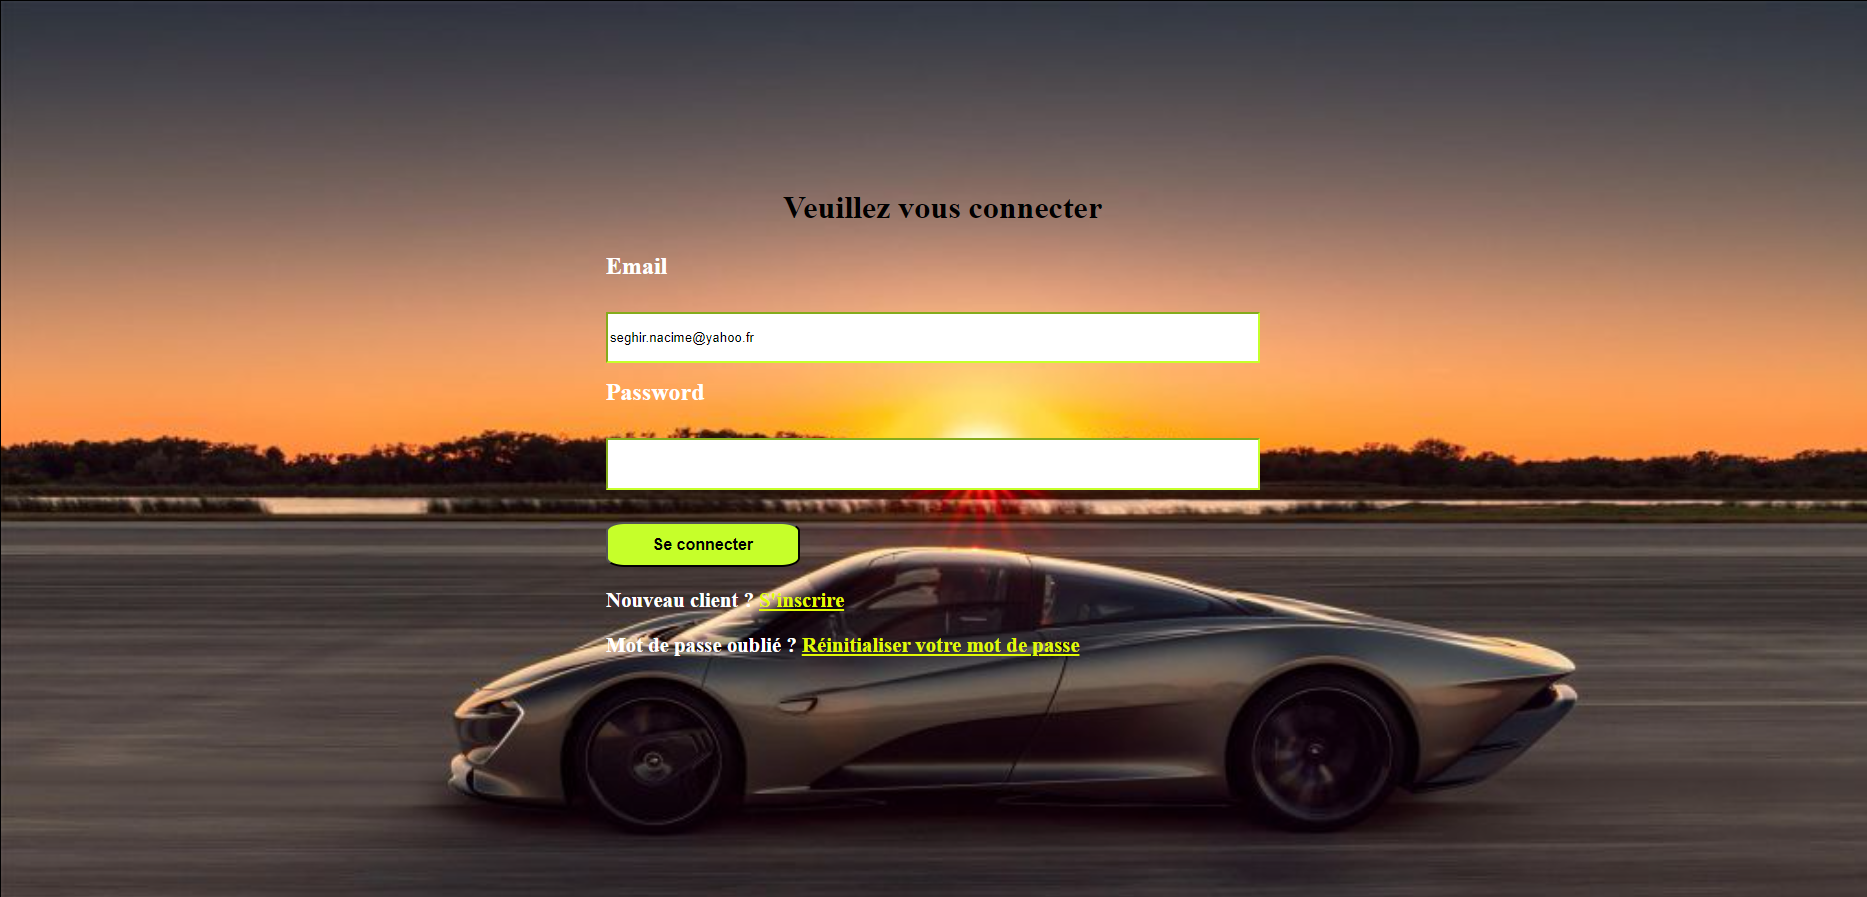 Veuillez vous connecter
Email
seghir.nacime@yahoo.fr
Password
Se connecter
Nouveau client ? S'inscrire
Mot de passe oublié ? Réinitialiser votre mot de passe